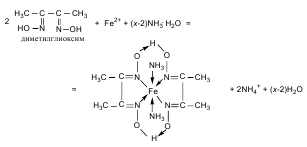 H₃C – C – C – CH₃
2 + Fe²⁺ + (x-2)NH₃·H₂O =
HO – N N – OH
диметилглиоксим
H
O O
NH₃
H₃C – C N N C – CH₃
= Fe + 2NH₄⁺ + (x-2)H₂O
H₃C – C N N C – CH₃
NH₃
O O
H